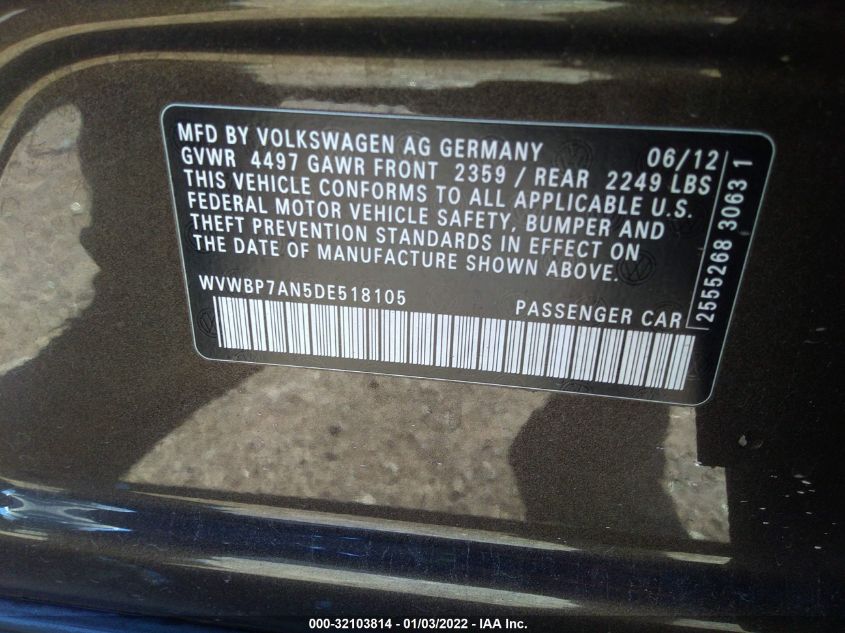 MFD BY VOLKSWAGEN AG GERMANY 06/12
GVWR 4497 GAWR FRONT 2359 / REAR 2249 LBS
THIS VEHICLE CONFORMS TO ALL APPLICABLE U.S.
FEDERAL MOTOR VEHICLE SAFETY, BUMPER AND
THEFT PREVENTION STANDARDS IN EFFECT ON
THE DATE OF MANUFACTURE SHOWN ABOVE.
WVWBP7AN5DE518105 PASSENGER CAR
2555268 3063 1
000-32103814 - 01/03/2022 - IAA Inc.